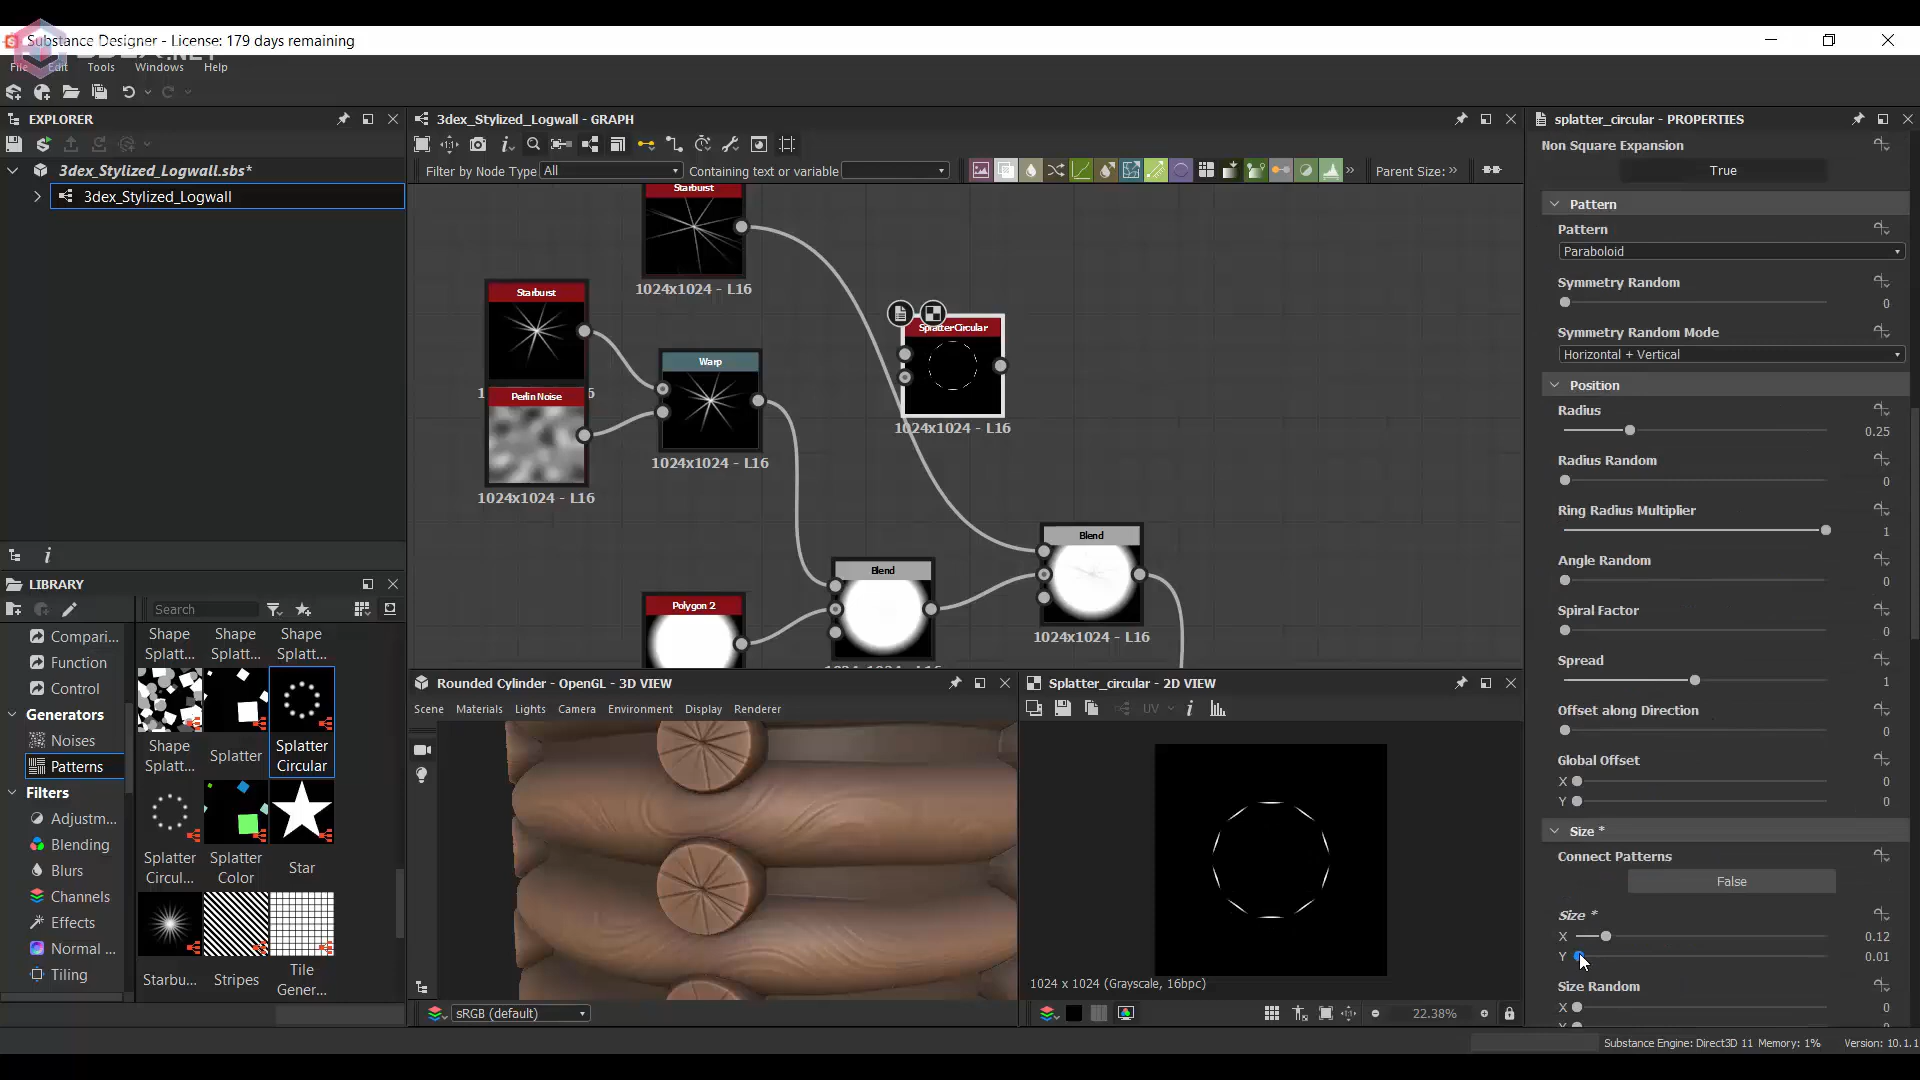 Substance Designer - License: 179 days remaining
File Edit Tools Windows Help
EXPLORER
3dex_Stylized_Logwall.sbs*
3dex_Stylized_Logwall
LIBRARY
Search
Compari...
Function
Control
Generators
Noises
Patterns
Filters
Adjustm...
Blending
Blurs
Channels
Effects
Normal ...
Tiling
Shape Splatt...
Shape Splatt...
Shape Splatt...
Shape Splatt...
Splatter
Splatter Circular
Splatter Circul...
Splatter Color
Star
Starbu...
Stripes
Tile Gener...
3dex_Stylized_Logwall - GRAPH
Filter by Node Type All Containing text or variable Parent Size: »
Starburst
1024x1024 - L16
Starburst
Perlin Noise
1024x1024 - L16
Warp
1024x1024 - L16
SplatterCircular
1024x1024 - L16
Blend
1024x1024 - L16
Blend
Polygon 2
Rounded Cylinder - OpenGL - 3D VIEW
Scene Materials Lights Camera Environment Display Renderer
sRGB (default)
Splatter_circular - 2D VIEW
UV
1024 x 1024 (Grayscale, 16bpc)
22.38%
splatter_circular - PROPERTIES
Non Square Expansion
True
Pattern
Pattern
Paraboloid
Symmetry Random
0
Symmetry Random Mode
Horizontal + Vertical
Position
Radius
0.25
Radius Random
0
Ring Radius Multiplier
1
Angle Random
0
Spiral Factor
0
Spread
1
Offset along Direction
0
Global Offset
X 0
Y 0
Size *
Connect Patterns
False
Size *
X 0.12
Y 0.01
Size Random
X 0
Substance Engine: Direct3D 11 Memory: 1% Version: 10.1.1